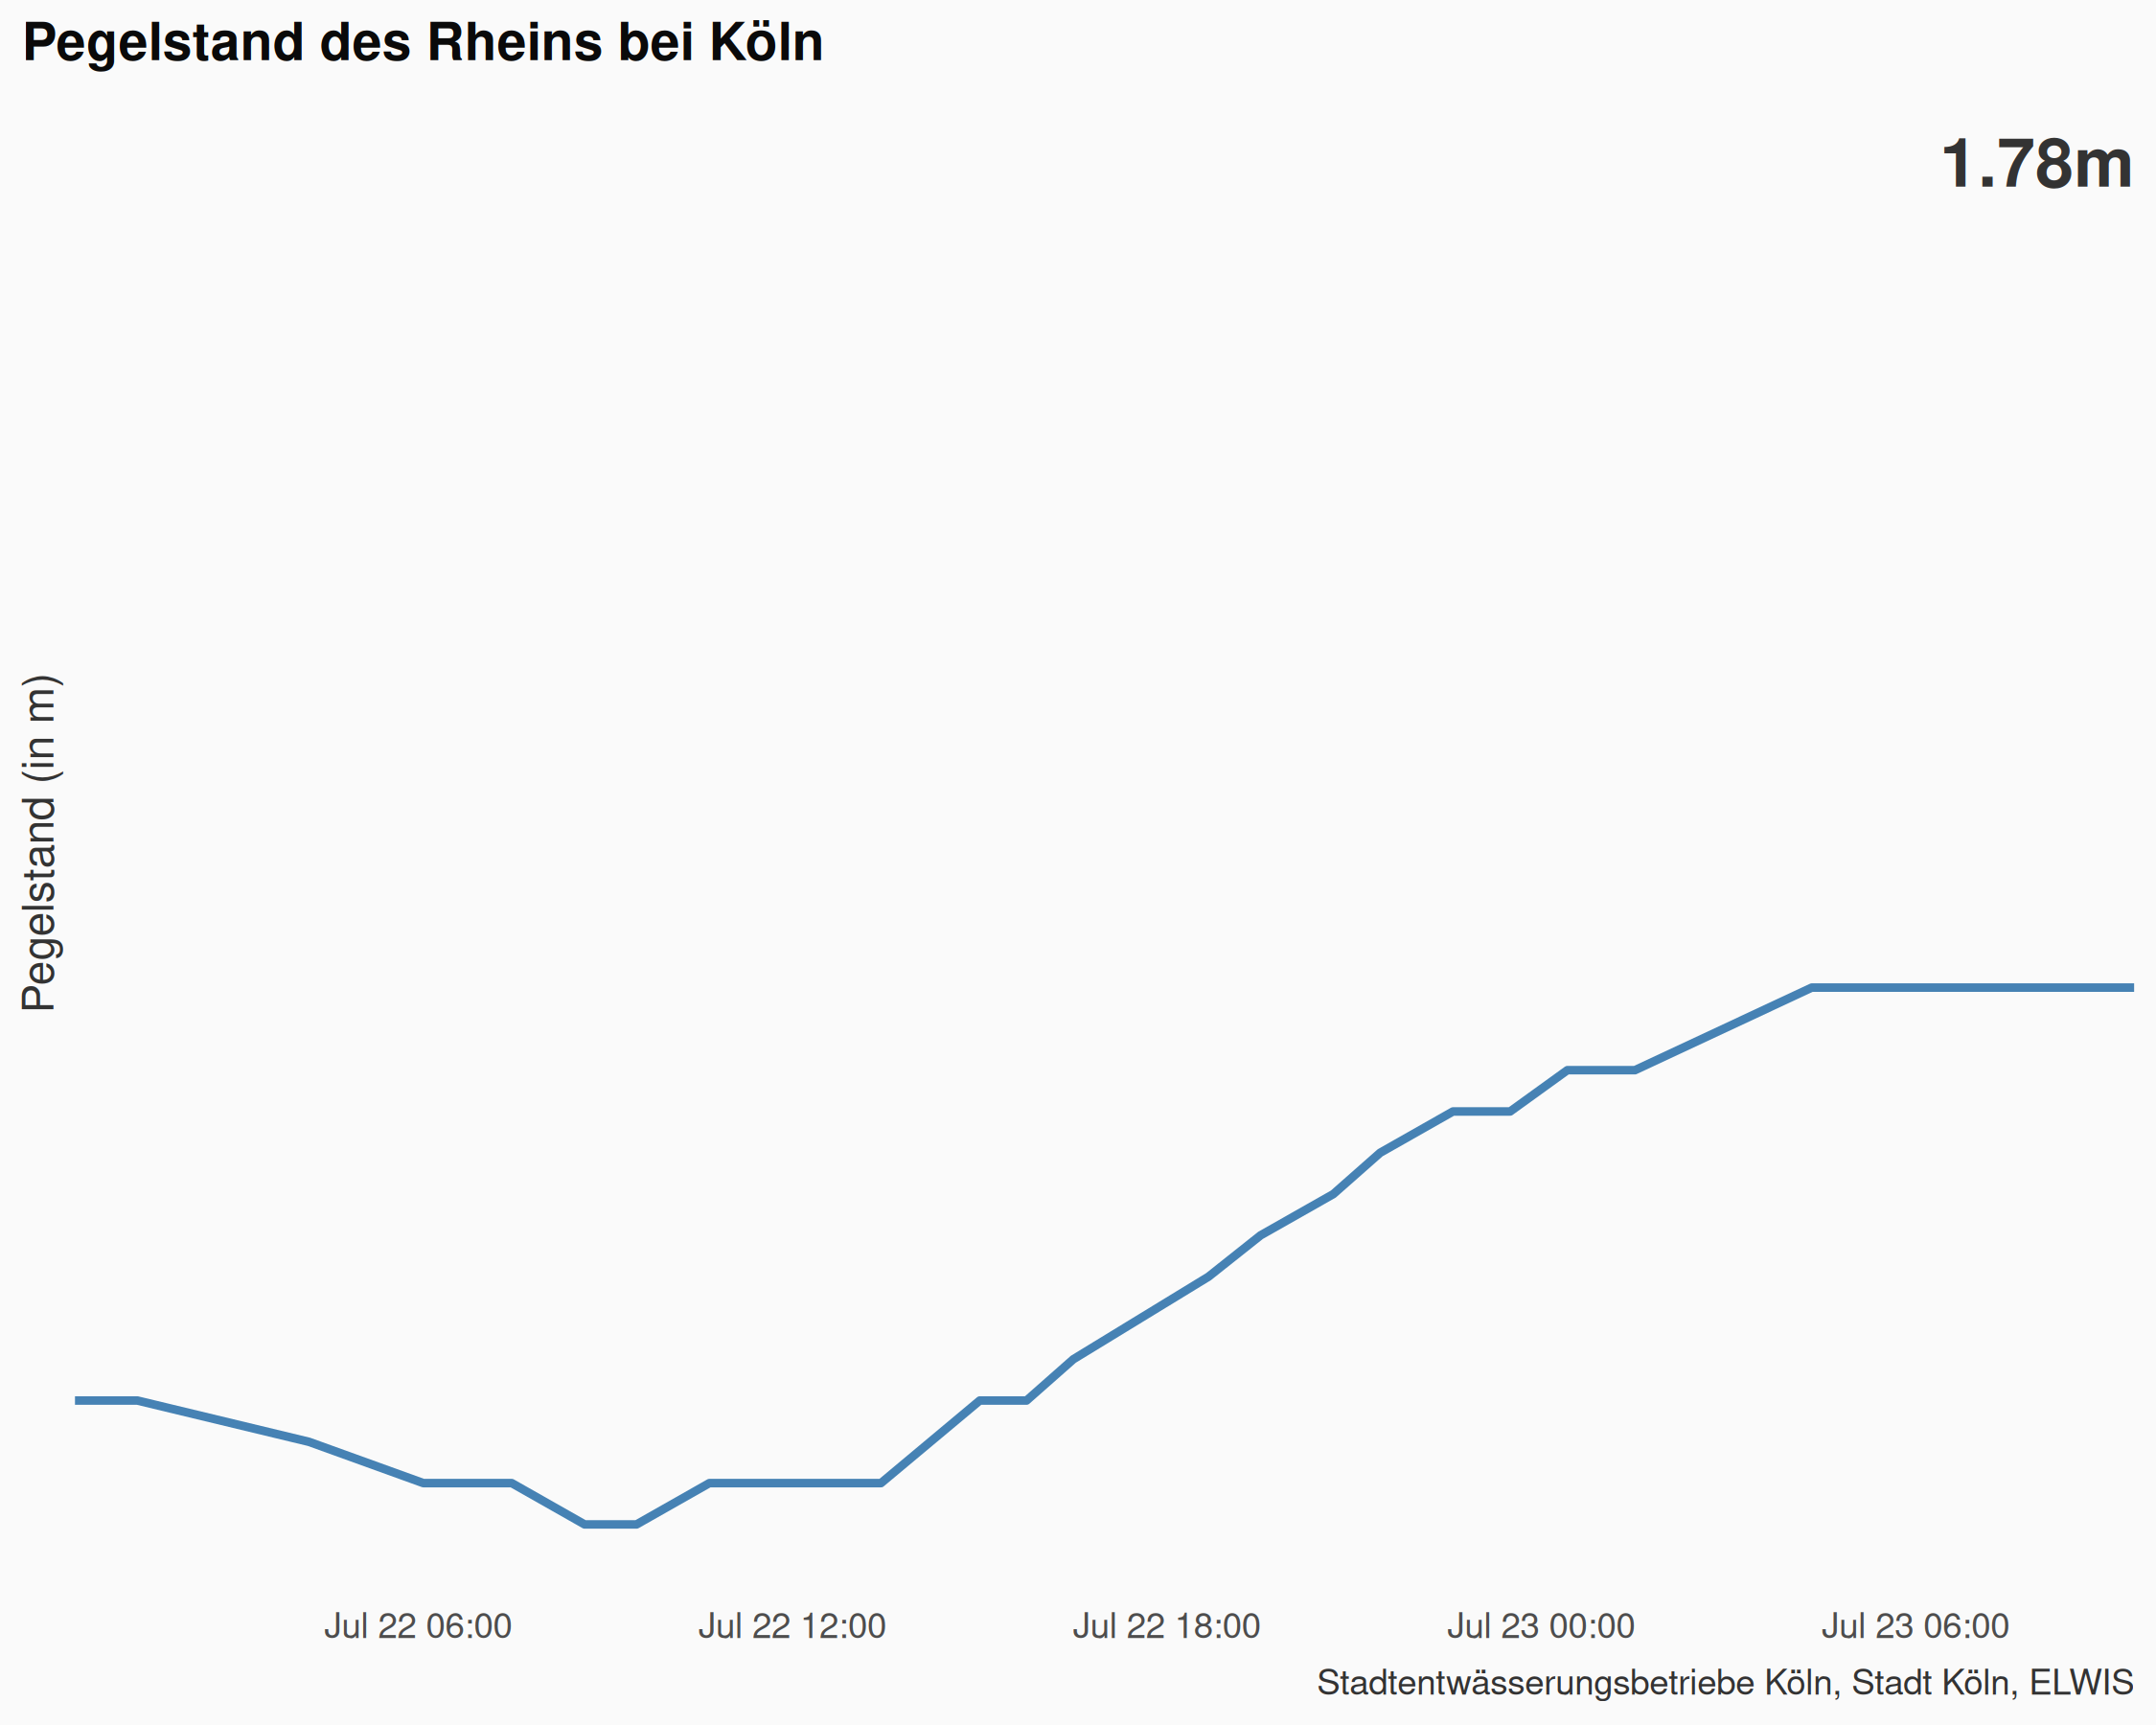 Pegelstand des Rheins bei Köln
1.78m
Pegelstand (in m)
Jul 22 06:00
Jul 22 12:00
Jul 22 18:00
Jul 23 00:00
Jul 23 06:00
Stadtentwässerungsbetriebe Köln, Stadt Köln, ELWIS